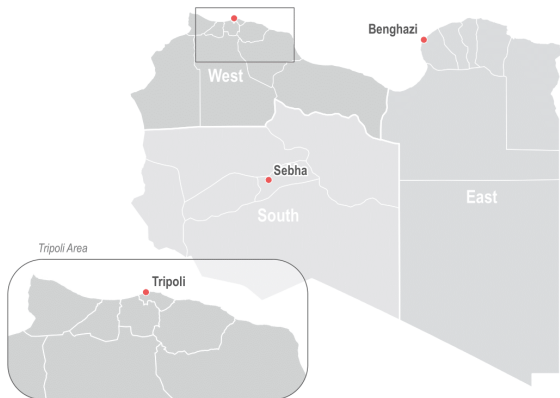 Benghazi
West
Sebha
South
East
Tripoli Area
Tripoli